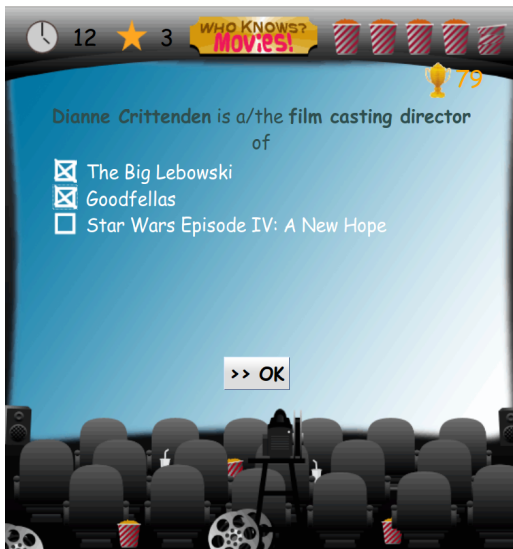 12
3
WHO KNOWS?
MOViES!
79
Dianne Crittenden is a/the film casting director
of
The Big Lebowski
Goodfellas
Star Wars Episode IV: A New Hope
>> OK